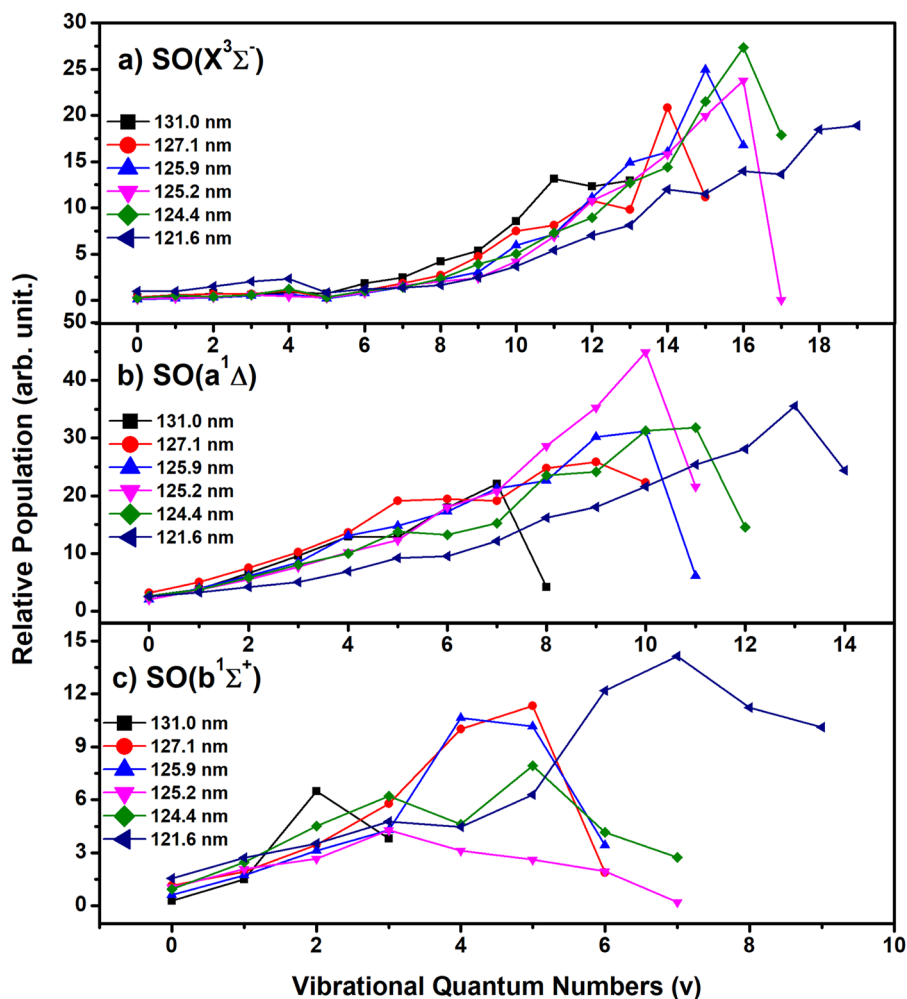 Relative Population (arb. unit.)
30
25
20
15
10
5
0
a) SO(X³Σ⁻)
131.0 nm
127.1 nm
125.9 nm
125.2 nm
124.4 nm
121.6 nm
0 2 4 6 8 10 12 14 16 18
50
40
30
20
10
0
b) SO(a¹Δ)
131.0 nm
127.1 nm
125.9 nm
125.2 nm
124.4 nm
121.6 nm
0 2 4 6 8 10 12 14
15
12
9
6
3
0
c) SO(b¹Σ⁺)
131.0 nm
127.1 nm
125.9 nm
125.2 nm
124.4 nm
121.6 nm
0 2 4 6 8 10
Vibrational Quantum Numbers (v)